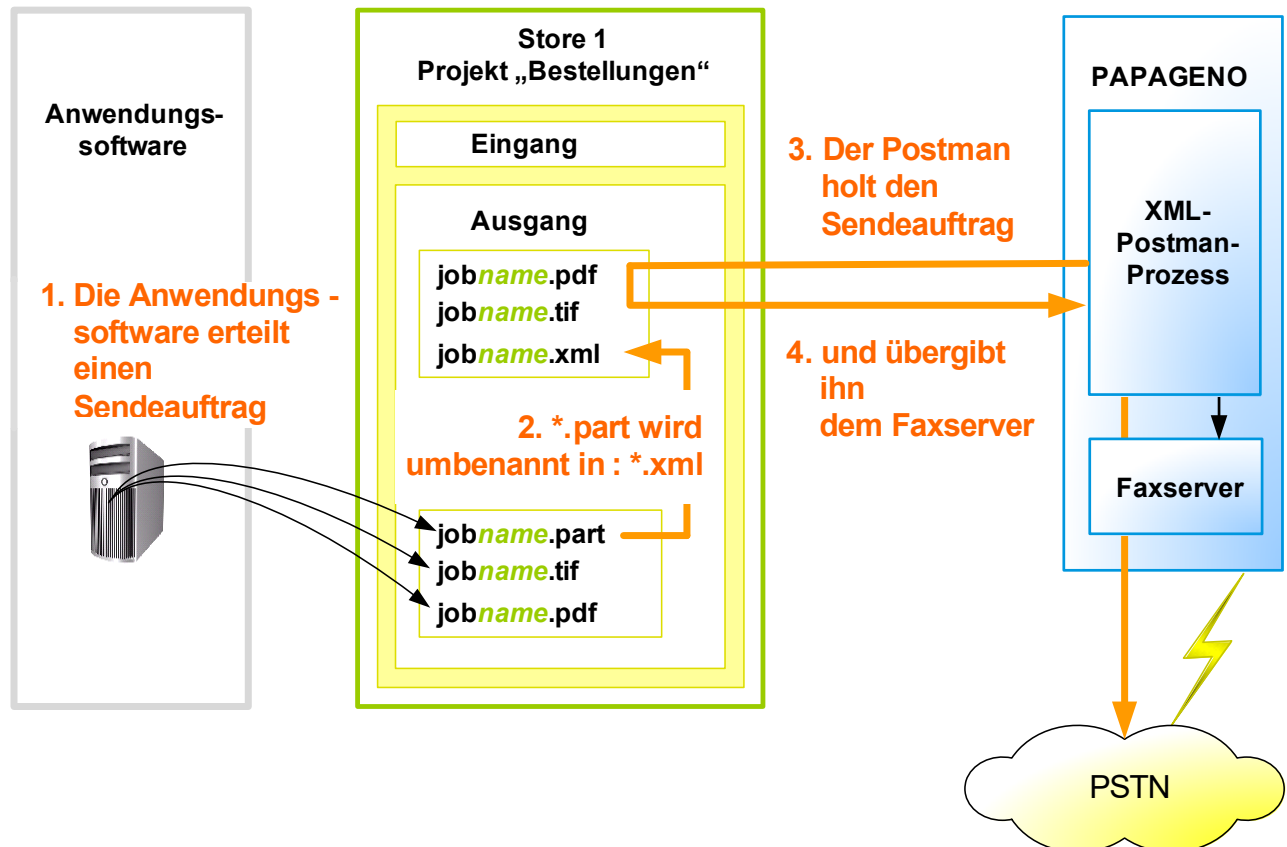 Anwendungs-
software
1. Die Anwendungs -
software erteilt
einen
Sendeauftrag
Store 1
Projekt „Bestellungen“
Eingang
Ausgang
jobname.pdf
jobname.tif
jobname.xml
2. *.part wird
umbenannt in : *.xml
jobname.part
jobname.tif
jobname.pdf
3. Der Postman
holt den
Sendeauftrag
4. und übergibt
ihn
dem Faxserver
PAPAGENO
XML-
Postman-
Prozess
Faxserver
PSTN